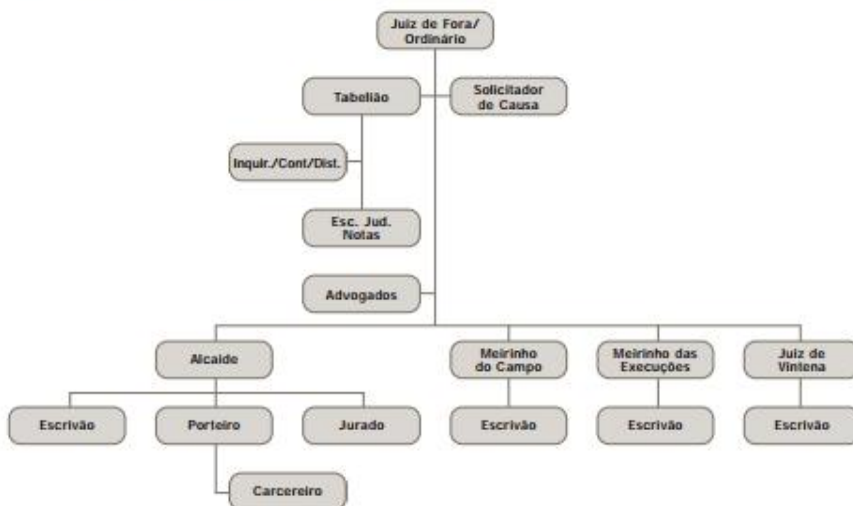 Juiz de Fora/
Ordinário
Tabelião
Solicitador
de Causa
Inquir./Cont/Dist.
Esc. Jud.
Notas
Advogados
Alcaide
Meirinho
do Campo
Meirinho das
Execuções
Juiz de
Vintena
Escrivão
Porteiro
Jurado
Escrivão
Escrivão
Escrivão
Carcereiro